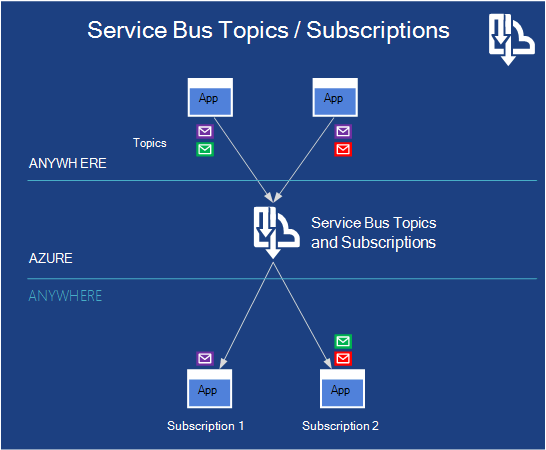 Service Bus Topics / Subscriptions
App
App
Topics
ANYWHERE
Service Bus Topics
and Subscriptions
AZURE
ANYWHERE
App
App
Subscription 1
Subscription 2